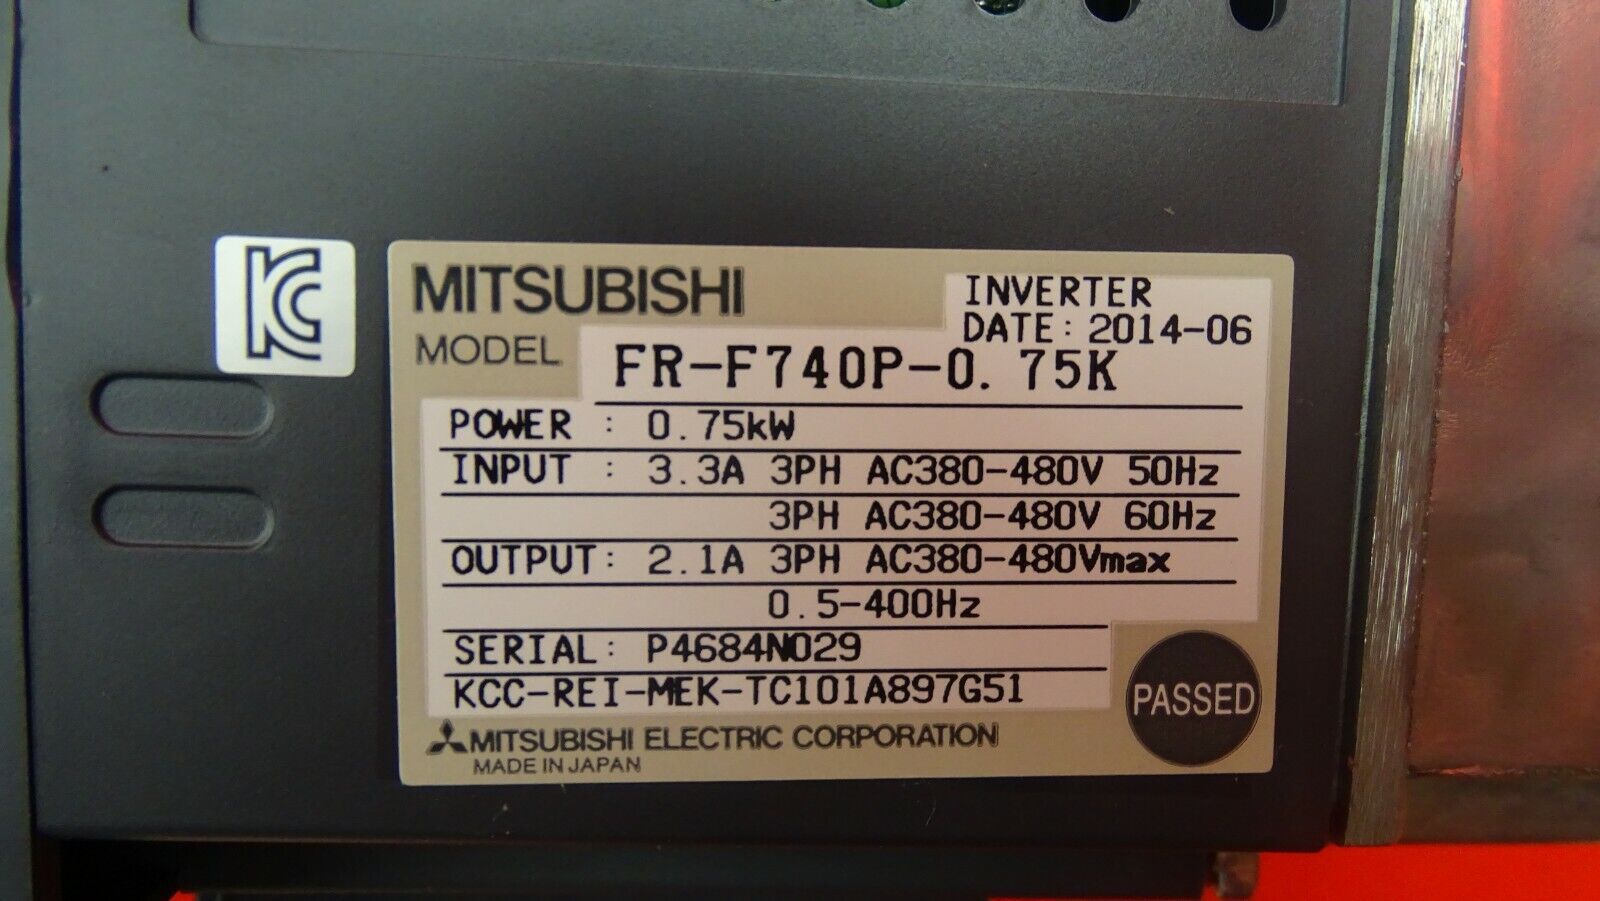 KC
MITSUBISHI
INVERTER
DATE: 2014-06
MODEL FR-F740P-0.75K
POWER : 0.75kW
INPUT : 3.3A 3PH AC380-480V 50Hz
3PH AC380-480V 60Hz
OUTPUT: 2.1A 3PH AC380-480Vmax
0.5-400Hz
SERIAL: P4684N029
KCC-REI-MEK-TC101A897G51
PASSED
MITSUBISHI ELECTRIC CORPORATION
MADE IN JAPAN